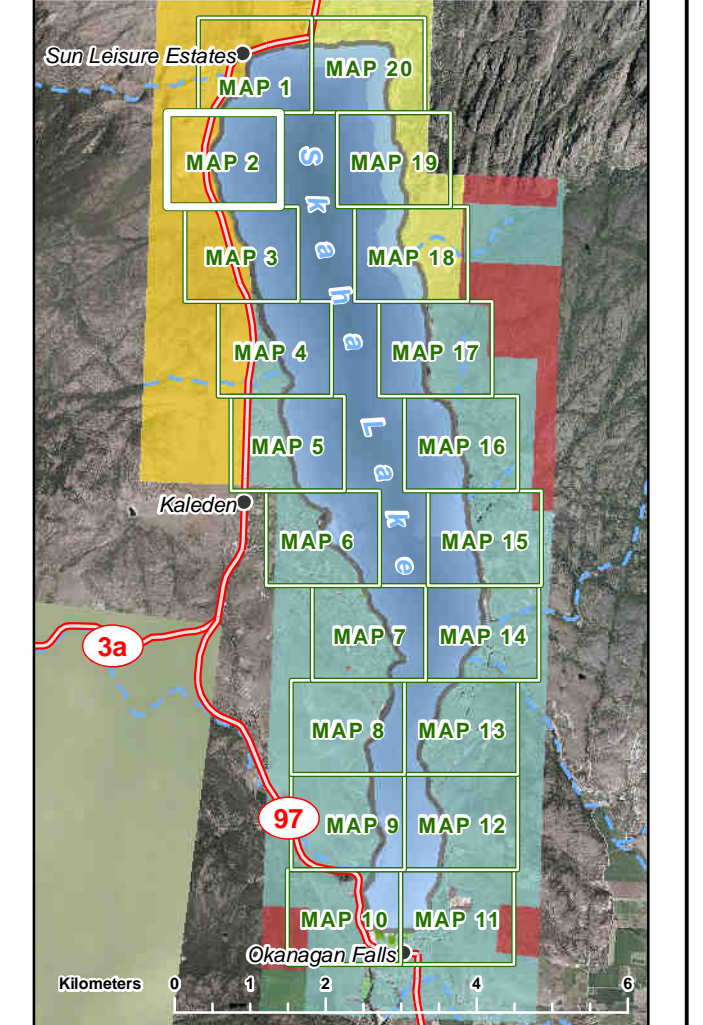 Sun Leisure Estates
MAP 1
MAP 20
MAP 2
MAP 19
MAP 3
MAP 18
MAP 4
MAP 17
MAP 5
MAP 16
Skaha Lake
Kaleden
MAP 6
MAP 15
3a
MAP 7
MAP 14
MAP 8
MAP 13
97
MAP 9
MAP 12
MAP 10
MAP 11
Okanagan Falls
Kilometers 0 1 2 4 6